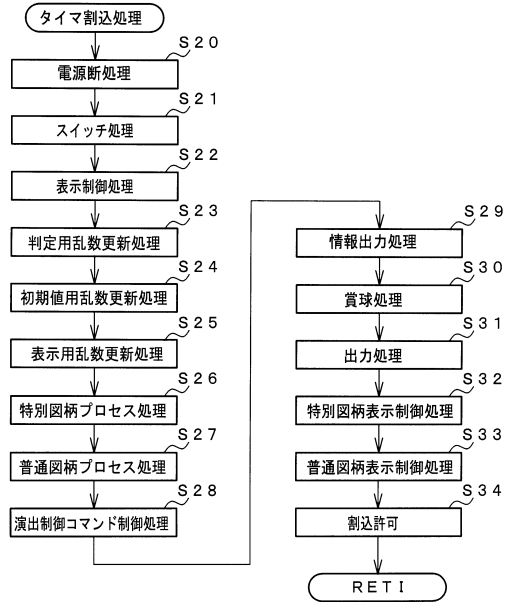 タイマ割込処理
S20
電源断処理
S21
スイッチ処理
S22
表示制御処理
S23
判定用乱数更新処理
S24
初期値用乱数更新処理
S25
表示用乱数更新処理
S26
特別図柄プロセス処理
S27
普通図柄プロセス処理
S28
演出制御コマンド制御処理
S29
情報出力処理
S30
賞球処理
S31
出力処理
S32
特別図柄表示制御処理
S33
普通図柄表示制御処理
S34
割込許可
RETI